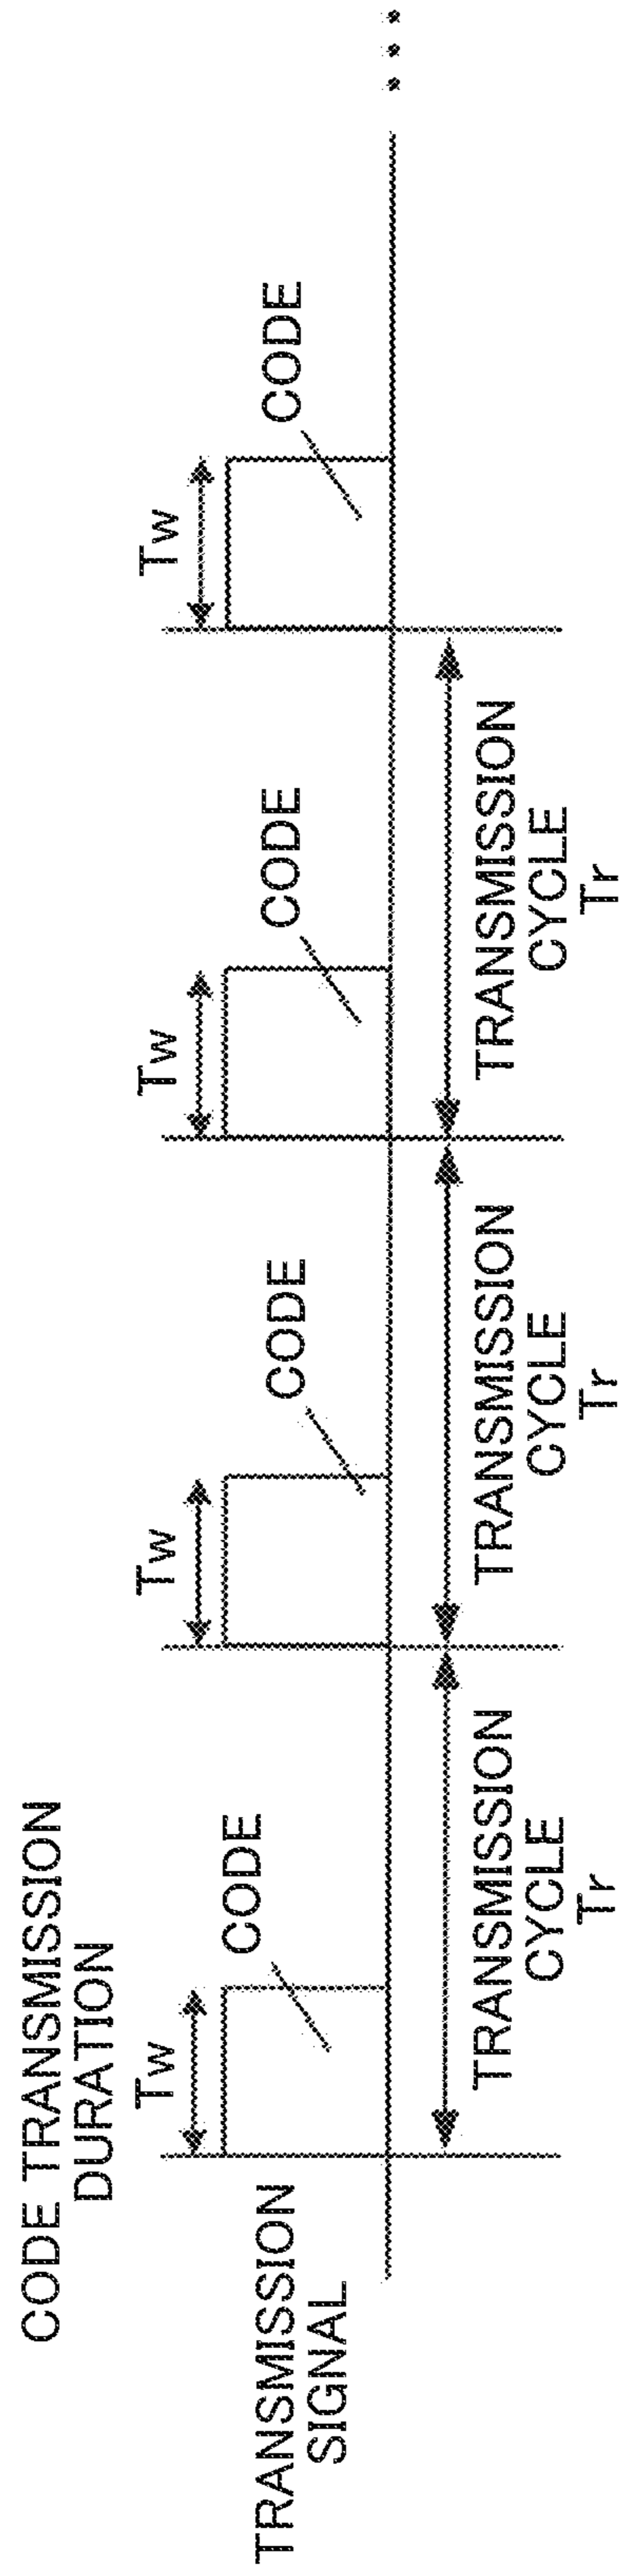 CODE TRANSMISSION
DURATION
Tw
Tw
Tw
Tw
TRANSMISSION
SIGNAL
CODE
CODE
CODE
CODE
TRANSMISSION
CYCLE
Tr
TRANSMISSION
CYCLE
Tr
TRANSMISSION
CYCLE
Tr